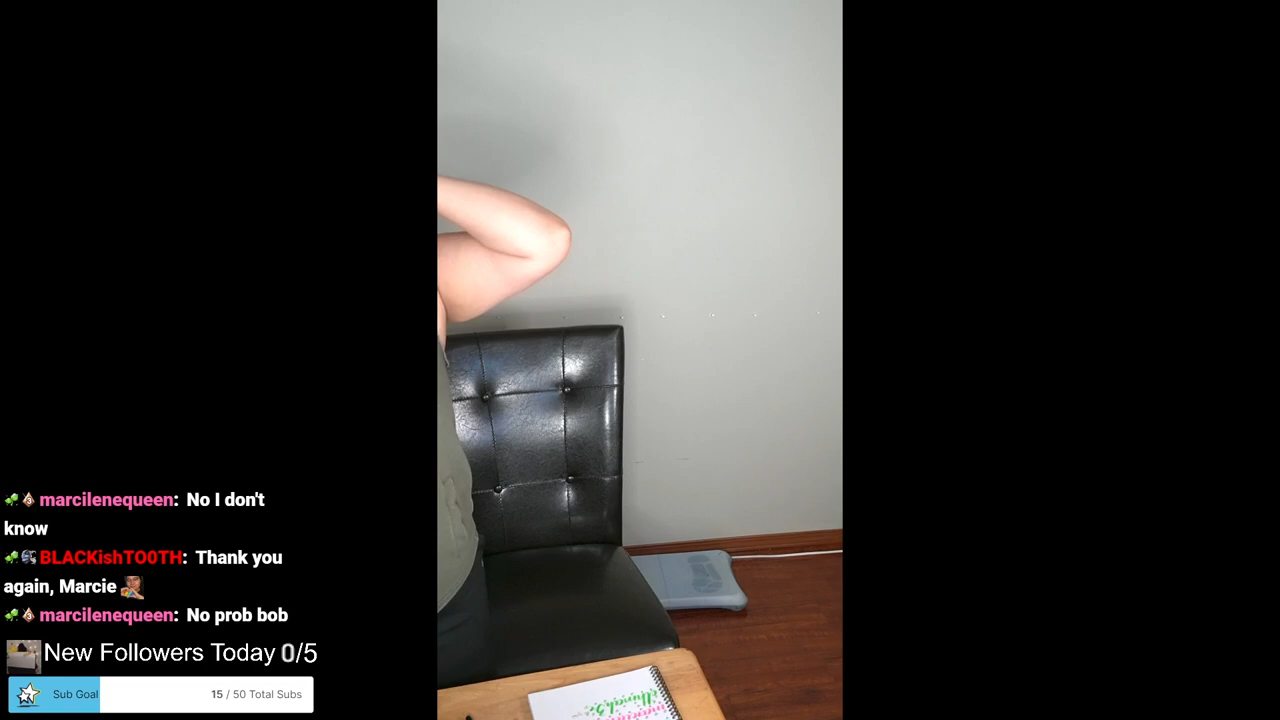 marcilenequeen: No I don't
know
BLACKishTO0TH: Thank you
again, Marcie
marcilenequeen: No prob bob
New Followers Today 0/5
Sub Goal
15 / 50 Total Subs